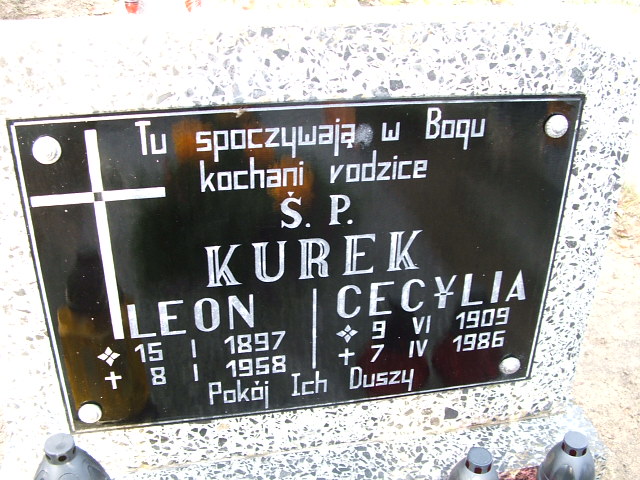 Tu spoczywają w Bogu
kochani rodzice
Ś. P.
KUREK
LEON
15 I 1897
8 I 1958
CECYLIA
9 VI 1909
7 IV 1986
Pokój Ich Duszy